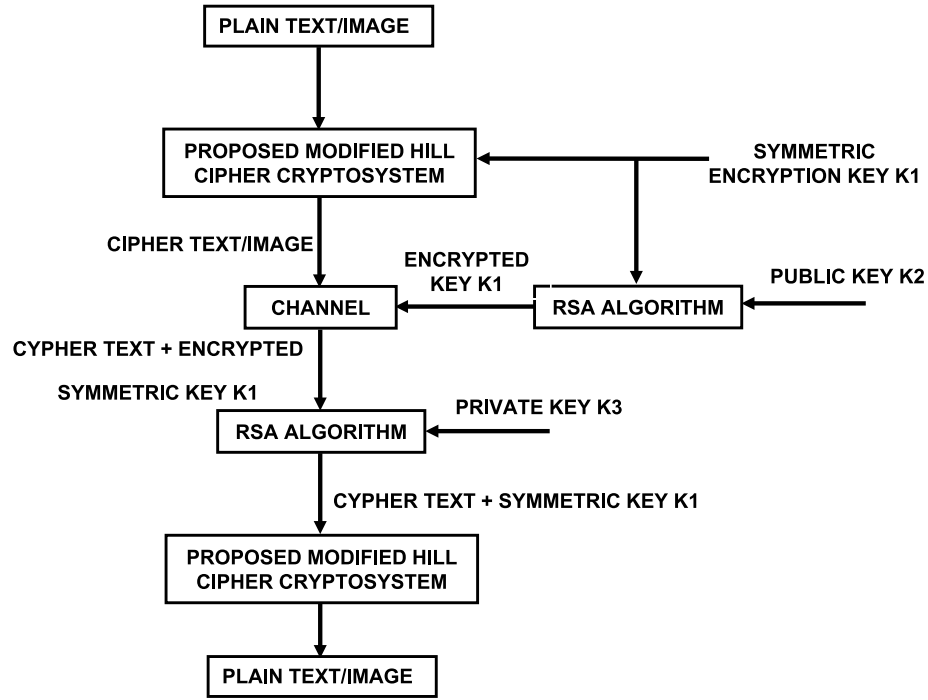 PLAIN TEXT/IMAGE
PROPOSED MODIFIED HILL
CIPHER CRYPTOSYSTEM
SYMMETRIC
ENCRYPTION KEY K1
CIPHER TEXT/IMAGE
ENCRYPTED
KEY K1
PUBLIC KEY K2
CHANNEL
RSA ALGORITHM
CYPHER TEXT + ENCRYPTED
SYMMETRIC KEY K1
PRIVATE KEY K3
RSA ALGORITHM
CYPHER TEXT + SYMMETRIC KEY K1
PROPOSED MODIFIED HILL
CIPHER CRYPTOSYSTEM
PLAIN TEXT/IMAGE